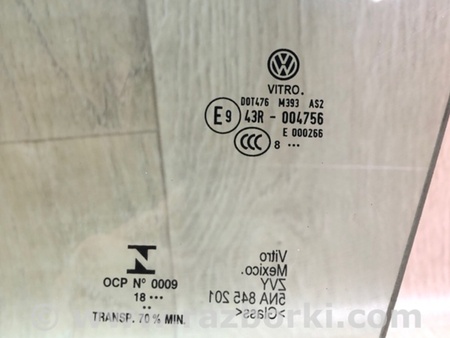 VITRO.
DOT476 M393 AS2
E9 43R - 004756
E 000266
CCC 8 •••
N
OCP Nº 0009
18 •••
••
TRANSP. 70 % MIN.
Vitro
Mexico.
ZVY
5NA 845 201
>Glass<